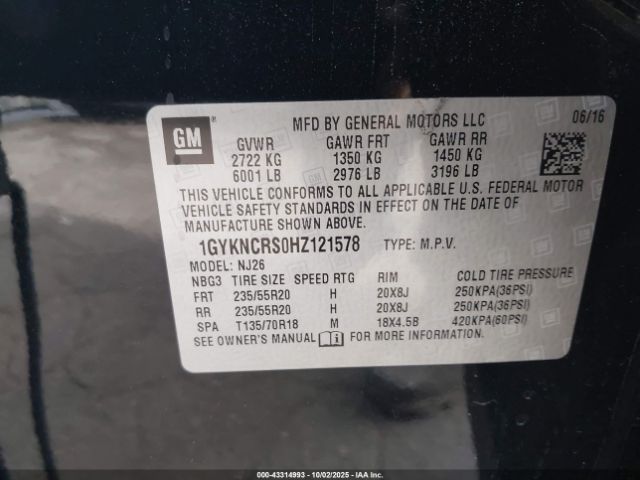 GM
MFD BY GENERAL MOTORS LLC 06/16
GVWR GAWR FRT GAWR RR
2722 KG 1350 KG 1450 KG
6001 LB 2976 LB 3196 LB
THIS VEHICLE CONFORMS TO ALL APPLICABLE U.S. FEDERAL MOTOR
VEHICLE SAFETY STANDARDS IN EFFECT ON THE DATE OF
MANUFACTURE SHOWN ABOVE.
1GYKNCRS0HZ121578 TYPE: M.P.V.
MODEL: NJ26
NBG3 TIRE SIZE SPEED RTG RIM COLD TIRE PRESSURE
FRT 235/55R20 H 20X8J 250KPA(36PSI)
RR 235/55R20 H 20X8J 250KPA(36PSI)
SPA T135/70R18 M 18X4.5B 420KPA(60PSI)
SEE OWNER'S MANUAL FOR MORE INFORMATION.
000-43314993 10/02/2025 IAAI.COM